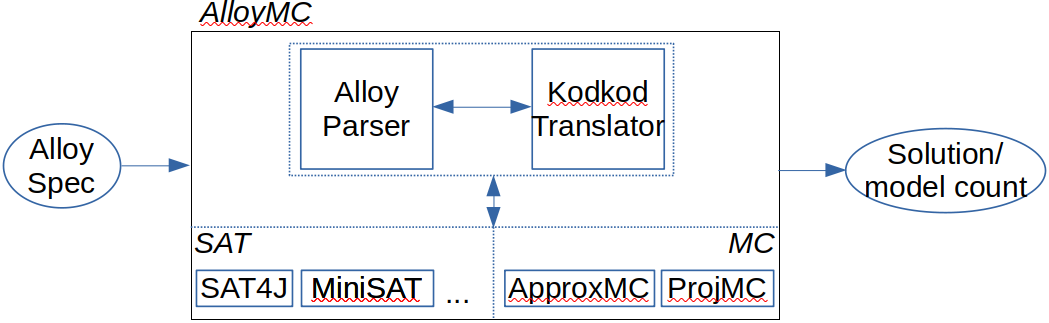 AlloyMC
Alloy
Parser
Kodkod
Translator
Alloy
Spec
Solution/
model count
SAT
MC
SAT4J
MiniSAT
...
ApproxMC
ProjMC